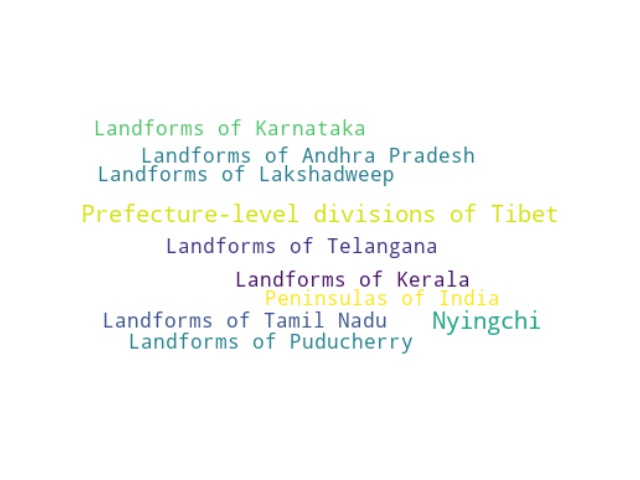 Landforms of Karnataka
Landforms of Andhra Pradesh
Landforms of Lakshadweep
Prefecture-level divisions of Tibet
Landforms of Telangana
Landforms of Kerala
Peninsulas of India
Landforms of Tamil Nadu
Nyingchi
Landforms of Puducherry